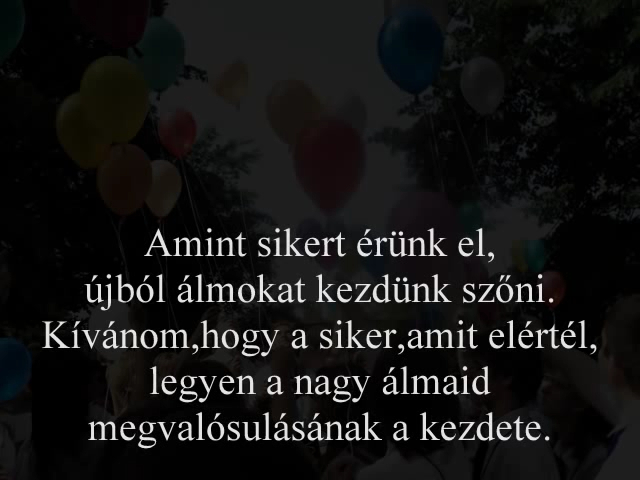 Amint sikert érünk el,
újból álmokat kezdünk szőni.
Kívánom,hogy a siker,amit elértél,
legyen a nagy álmaid
megvalósulásának a kezdete.